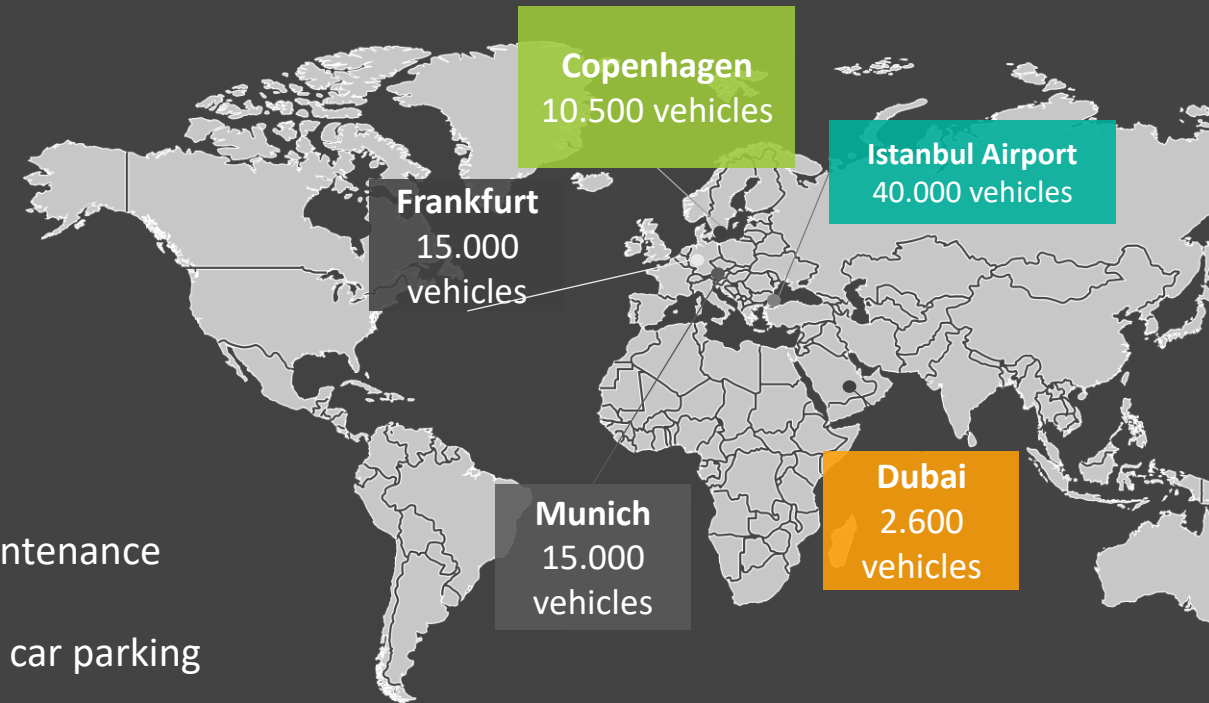 Copenhagen
10.500 vehicles
Istanbul Airport
40.000 vehicles
Frankfurt
15.000
vehicles
Dubai
2.600
vehicles
Munich
15.000
vehicles
car parking